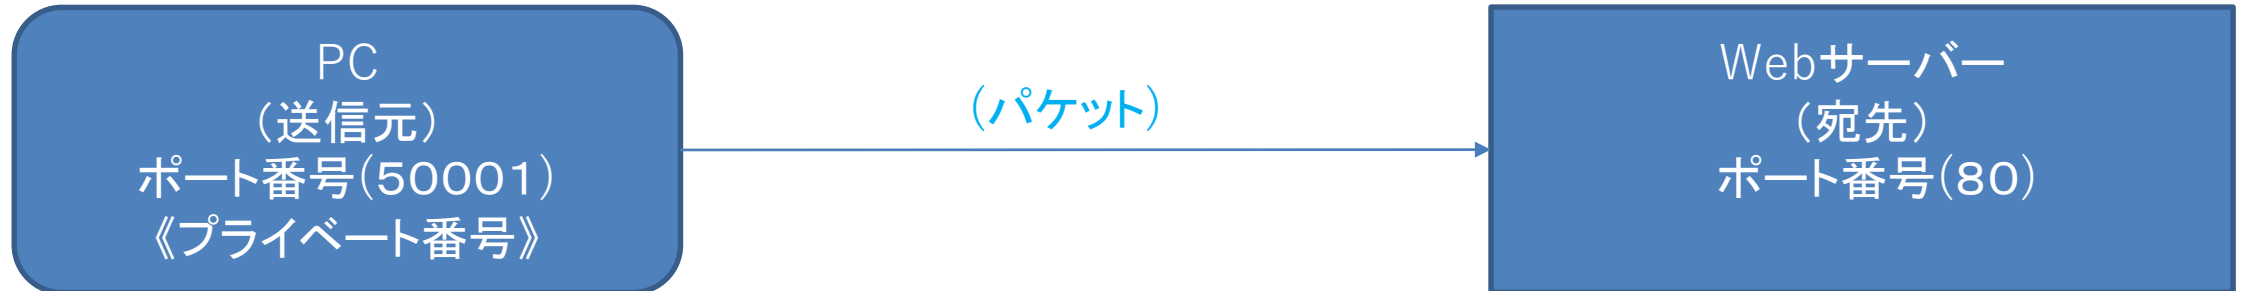 PC
（送信元）
ポート番号(50001)
《プライベート番号》
(パケット)
Webサーバー
（宛先）
ポート番号(80)